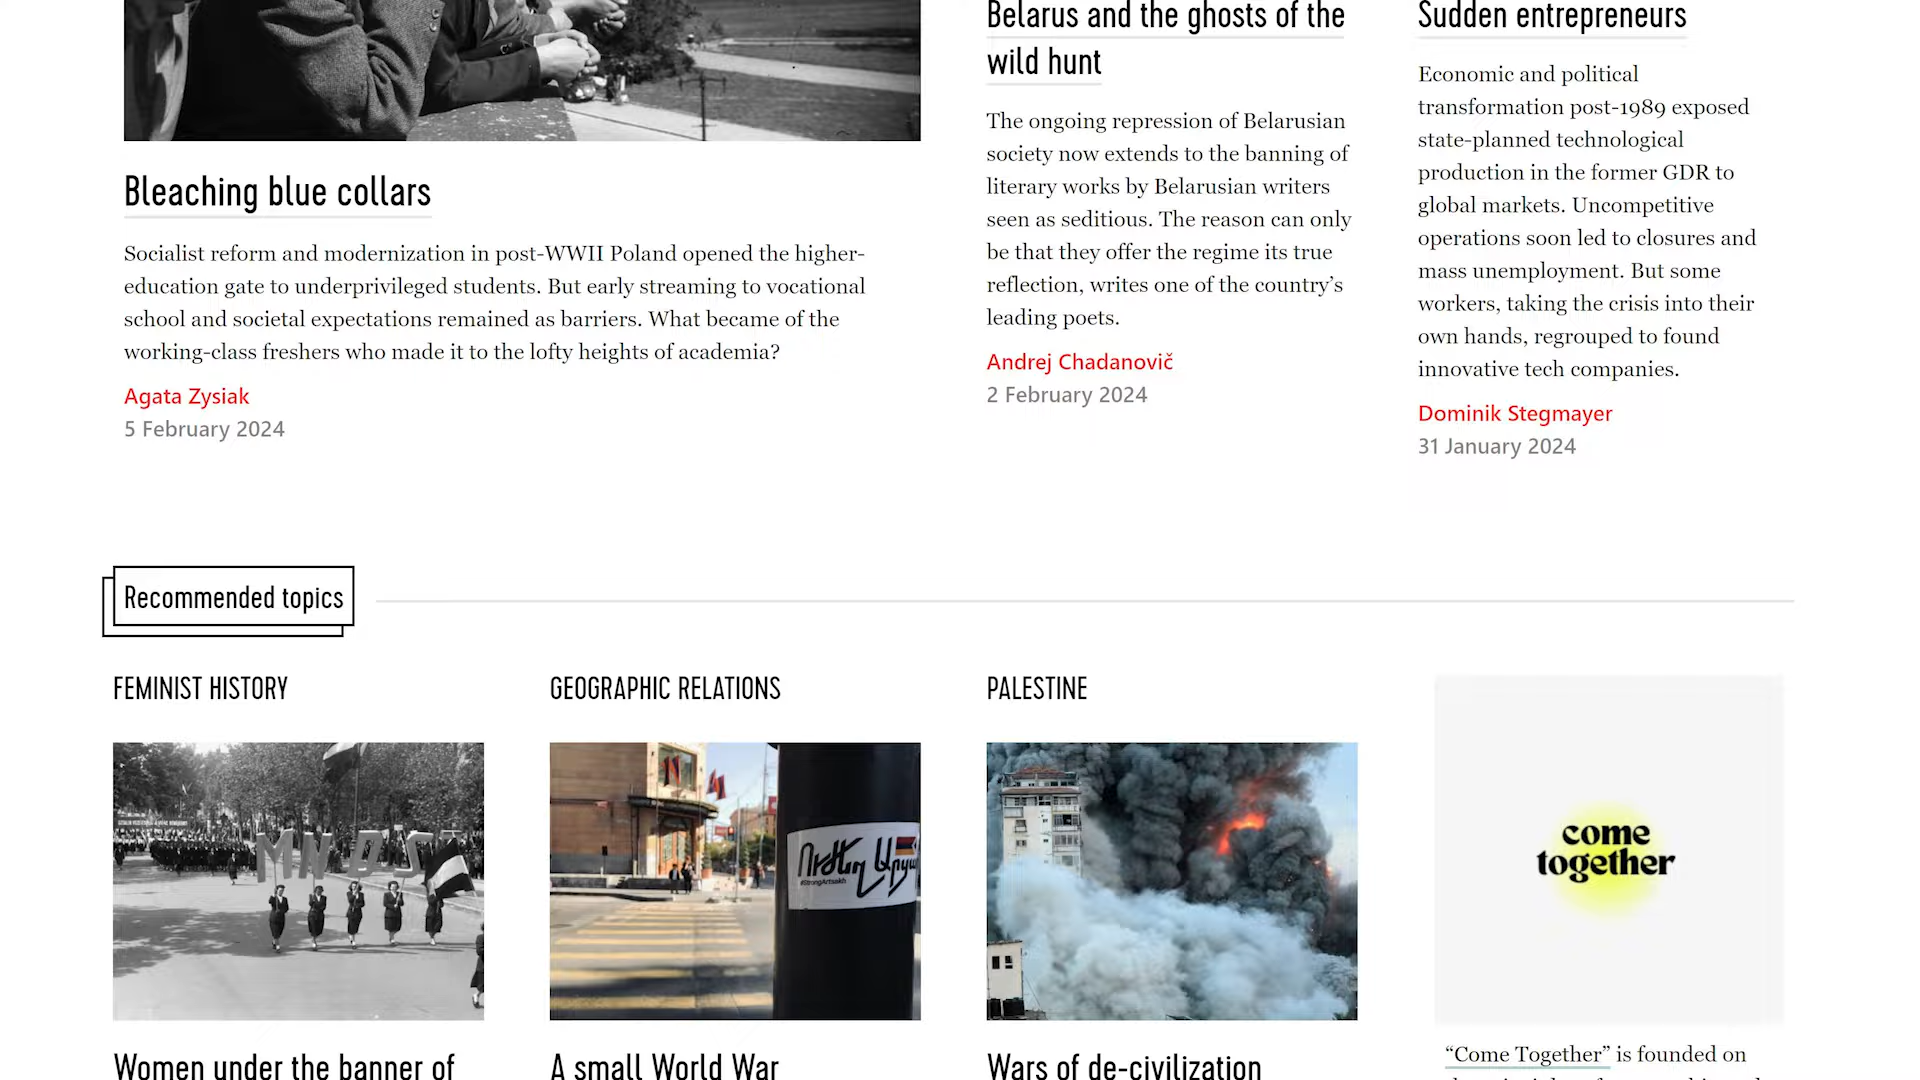 Belarus and the ghosts of the
wild hunt
The ongoing repression of Belarusian
society now extends to the banning of
literary works by Belarusian writers
seen as seditious. The reason can only
be that they offer the regime its true
reflection, writes one of the country’s
leading poets.
Andrej Chadanovič
2 February 2024
Sudden entrepreneurs
Economic and political
transformation post-1989 exposed
state-planned technological
production in the former GDR to
global markets. Uncompetitive
operations soon led to closures and
mass unemployment. But some
workers, taking the crisis into their
own hands, regrouped to found
innovative tech companies.
Dominik Stegmayer
31 January 2024
Bleaching blue collars
Socialist reform and modernization in post-WWII Poland opened the higher-
education gate to underprivileged students. But early streaming to vocational
school and societal expectations remained as barriers. What became of the
working-class freshers who made it to the lofty heights of academia?
Agata Zysiak
5 February 2024
Recommended topics
FEMINIST HISTORY
Women under the banner of
GEOGRAPHIC RELATIONS
#StrongArtsakh
A small World War
PALESTINE
Wars of de-civilization
come
together
“Come Together” is founded on